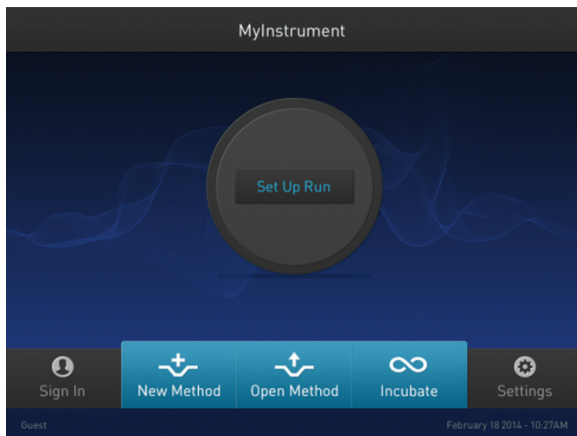 MyInstrument
Set Up Run
Sign In
New Method
Open Method
Incubate
Settings
Guest
February 18 2014 - 10:27AM